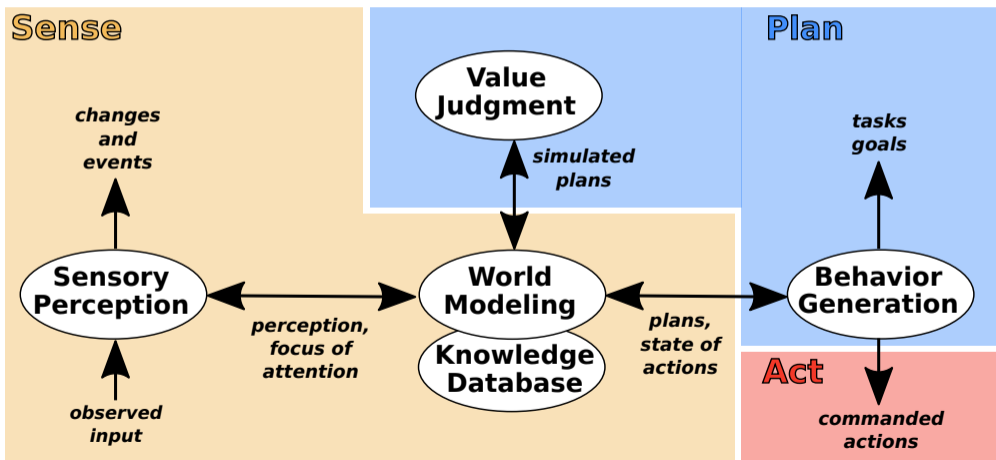 Sense
Plan
Value
Judgment
changes
and
events
tasks
goals
simulated
plans
Sensory
Perception
World
Modeling
Behavior
Generation
perception,
focus of
attention
plans,
state of
actions
Knowledge
Database
Act
observed
input
commanded
actions